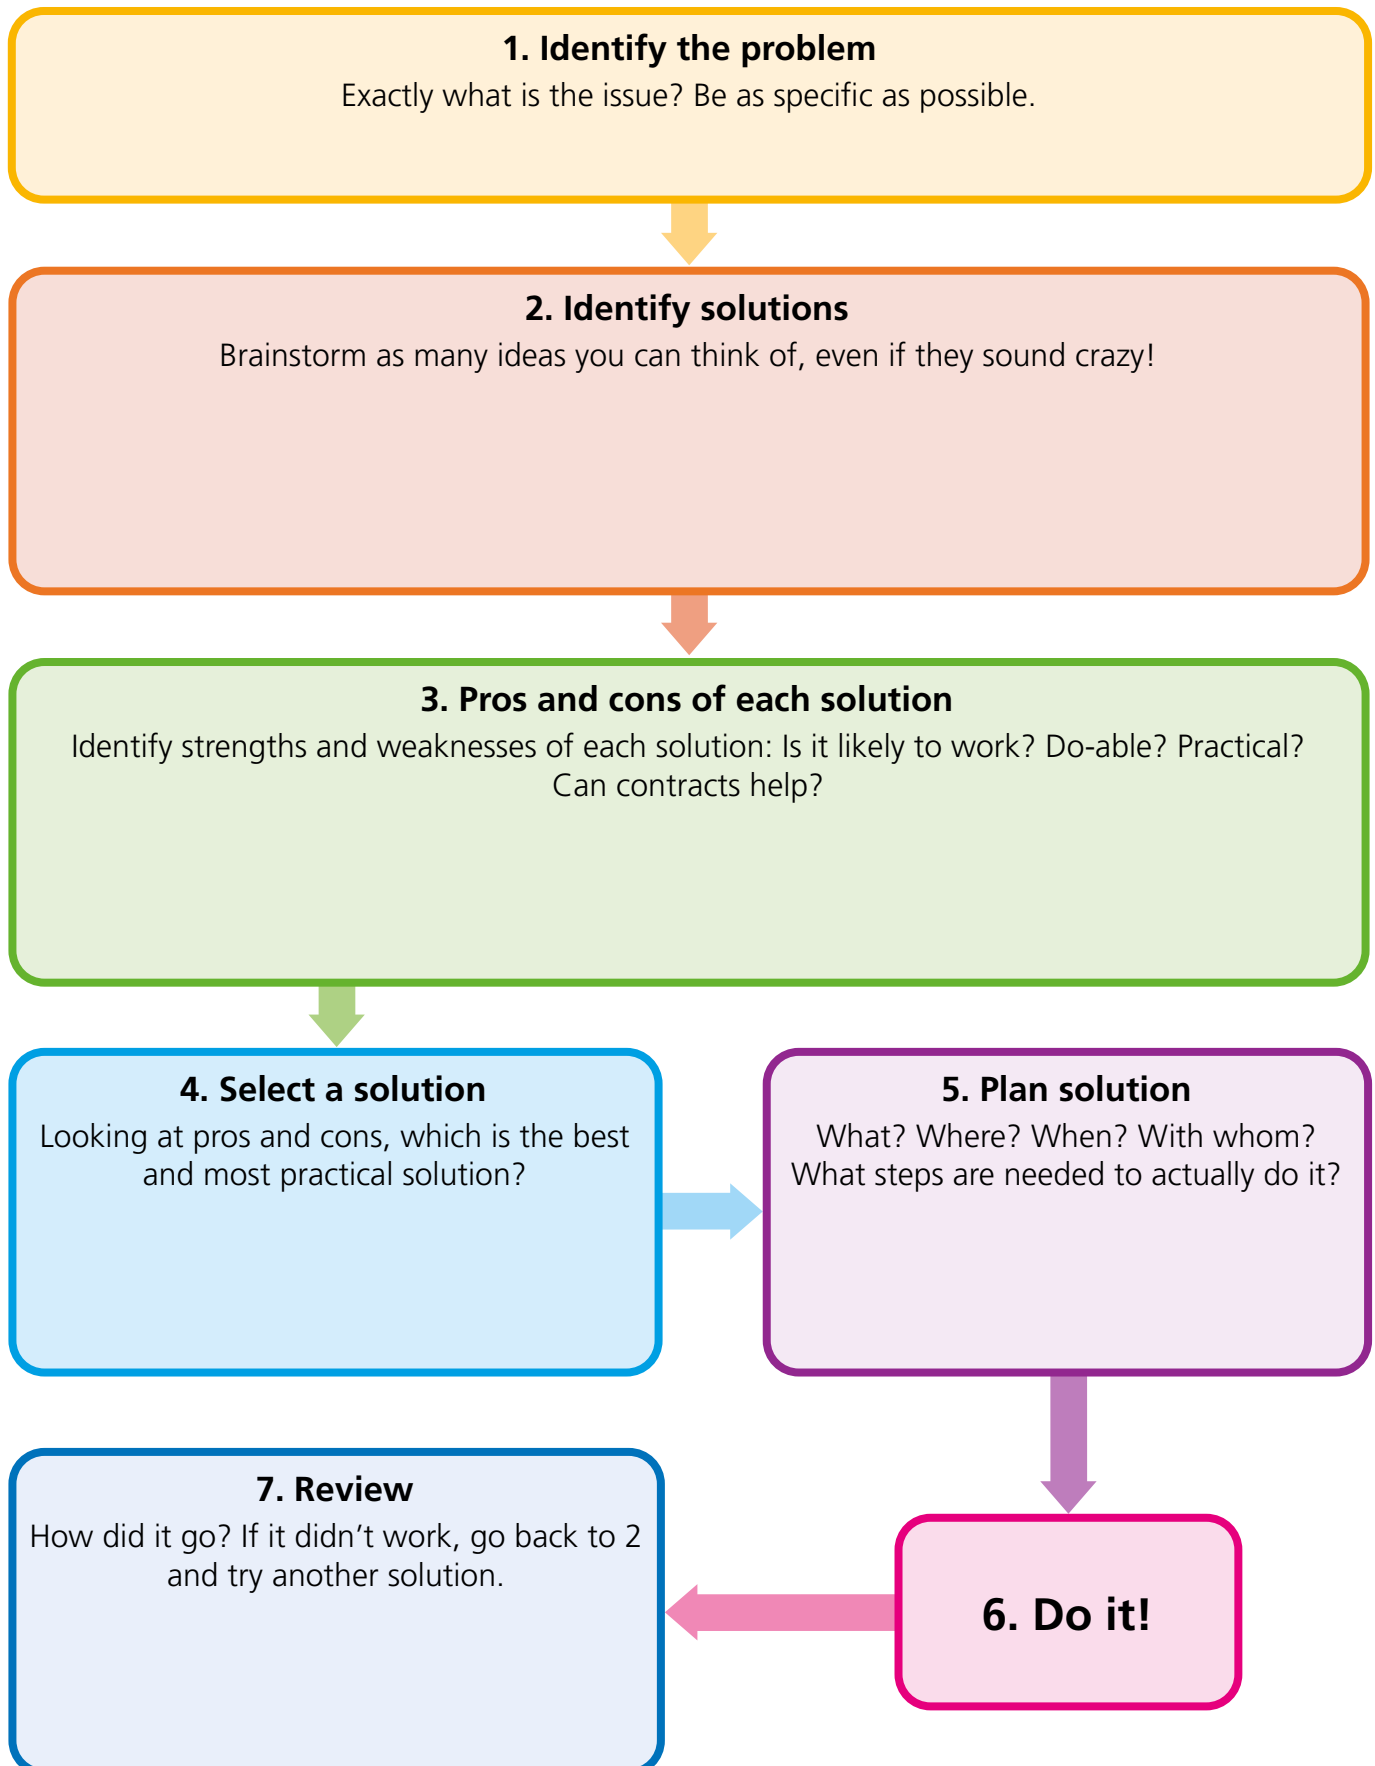 1. Identify the problem
Exactly what is the issue? Be as specific as possible.
2. Identify solutions
Brainstorm as many ideas you can think of, even if they sound crazy!
3. Pros and cons of each solution
Identify strengths and weaknesses of each solution: Is it likely to work? Do-able? Practical?
Can contracts help?
4. Select a solution
Looking at pros and cons, which is the best
and most practical solution?
5. Plan solution
What? Where? When? With whom?
What steps are needed to actually do it?
6. Do it!
7. Review
How did it go? If it didn’t work, go back to 2
and try another solution.